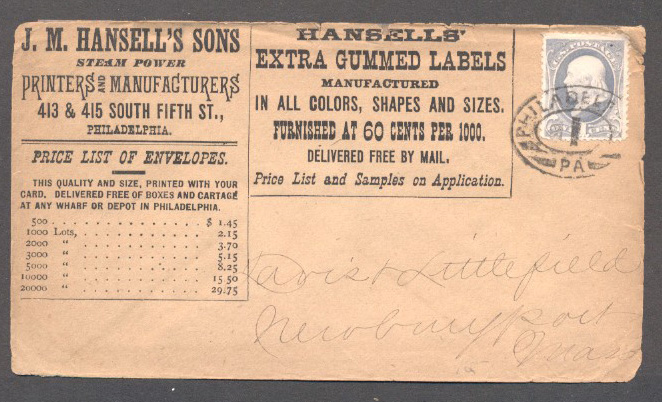 J. M. HANSELL'S SONS
STEAM POWER
PRINTERS AND MANUFACTURERS
413 & 415 SOUTH FIFTH ST.,
PHILADELPHIA.
PRICE LIST OF ENVELOPES.
THIS QUALITY AND SIZE, PRINTED WITH YOUR
CARD, DELIVERED FREE OF BOXES AND CARTAGE
AT ANY WHARF OR DEPOT IN PHILADELPHIA.
500 . . . . . . . . . . . . $ 1.45
1000 Lots, . . . . . . . . . . 2.15
2000 " . . . . . . . . . . 3.70
3000 " . . . . . . . . . . 5.15
5000 " . . . . . . . . . . 8.25
10000 " . . . . . . . . . . 15 50
20000 " . . . . . . . . . . 29.75
HANSELLS'
EXTRA GUMMED LABELS
MANUFACTURED
IN ALL COLORS, SHAPES AND SIZES.
FURNISHED AT 60 CENTS PER 1000.
DELIVERED FREE BY MAIL.
Price List and Samples on Application.
PHILADEL
1
PA
Davis & Littlefield
Newburyport
Mass